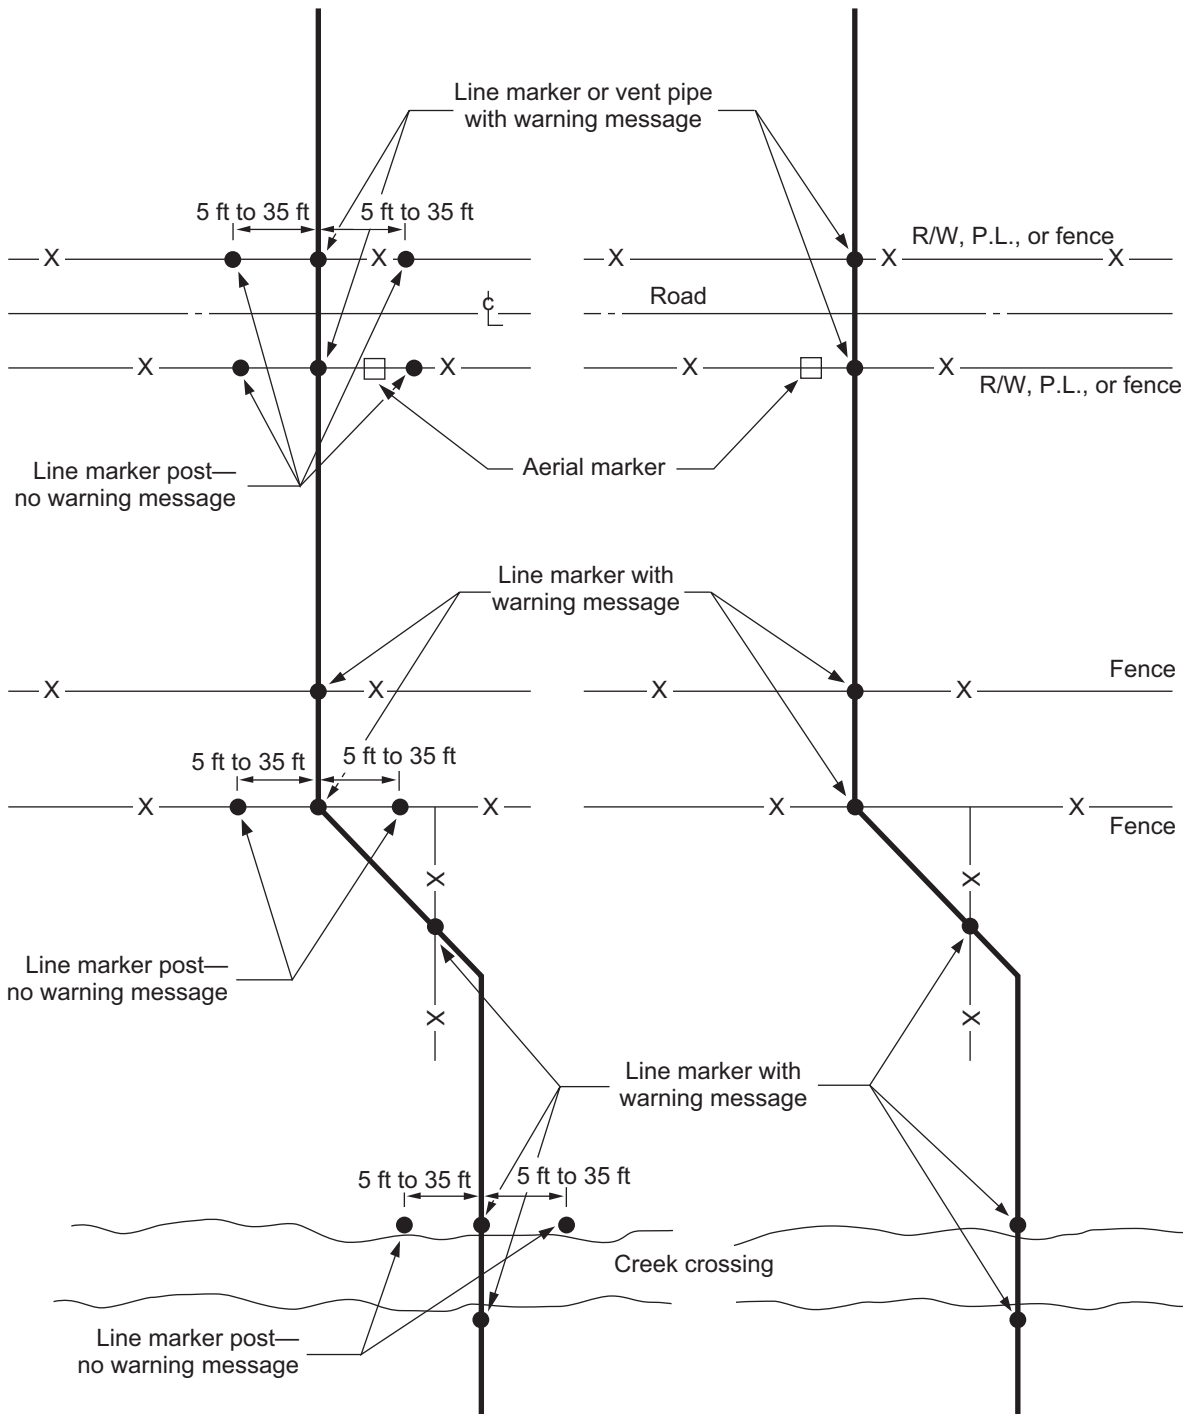 Line marker or vent pipe
with warning message
5 ft to 35 ft
5 ft to 35 ft
R/W, P.L., or fence
X
X
X
X
X
Road
C
L
X
X
X
X
R/W, P.L., or fence
Line marker post—
no warning message
Aerial marker
Line marker with
warning message
Fence
X
X
X
X
5 ft to 35 ft
5 ft to 35 ft
X
X
X
X
Fence
X
X
Line marker post—
no warning message
X
X
Line marker with
warning message
5 ft to 35 ft
5 ft to 35 ft
Creek crossing
Line marker post—
no warning message